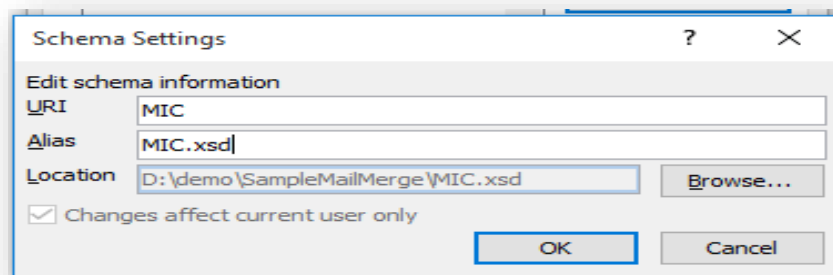 Schema Settings ? ×
Edit schema information
URI MIC
Alias MIC.xsd
Location D:\demo\SampleMailMerge\MIC.xsd Browse...
Changes affect current user only
OK Cancel